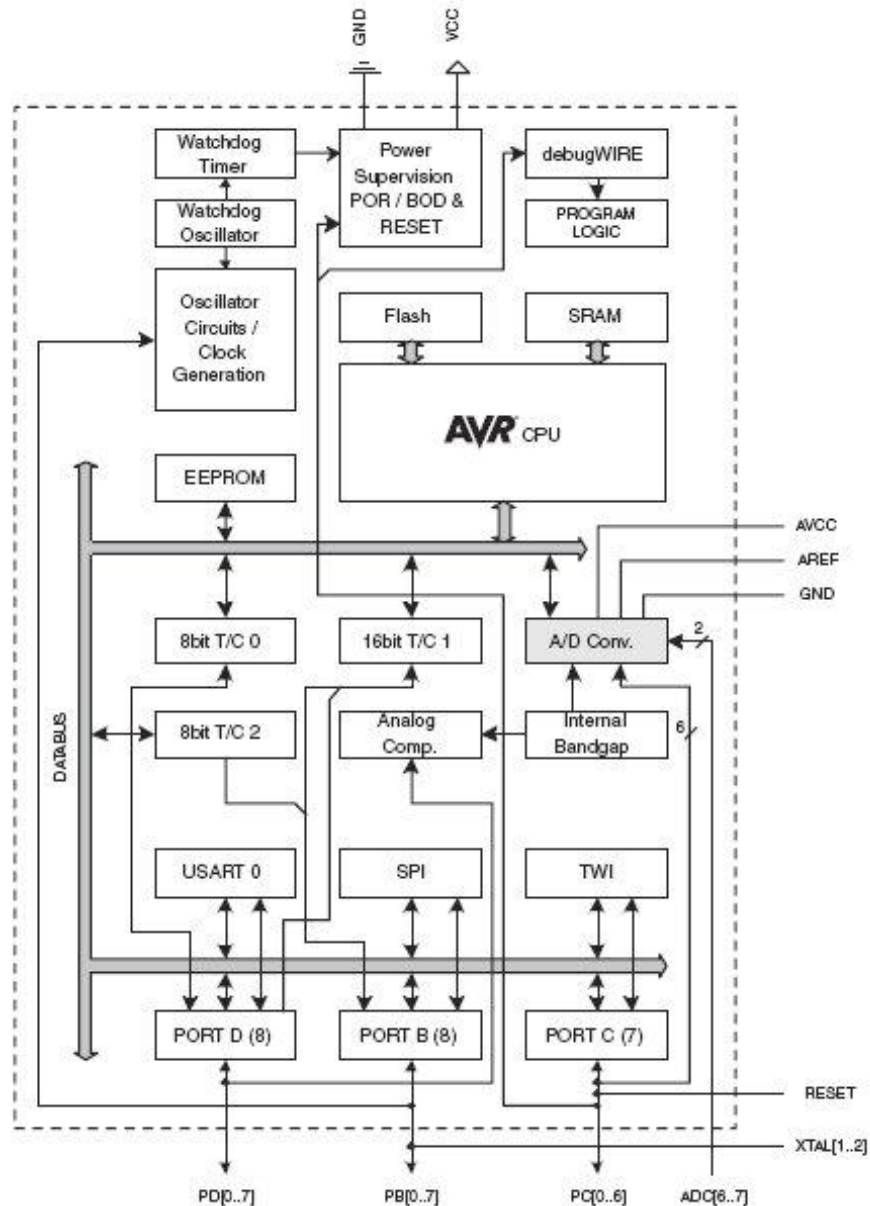 GND
VCC
Watchdog
Timer
Power
Supervision
POR / BOD &
RESET
debugWIRE
Watchdog
Oscillator
PROGRAM
LOGIC
Oscillator
Circuits /
Clock
Generation
Flash
SRAM
AVR CPU
EEPROM
AVCC
AREF
GND
8bit T/C 0
16bit T/C 1
A/D Conv.
2
DATABUS
8bit T/C 2
Analog
Comp.
Internal
Bandgap
6
USART 0
SPI
TWI
PORT D (8)
PORT B (8)
PORT C (7)
RESET
XTAL[1..2]
PD[0..7]
PB[0..7]
PC[0..6]
ADC[6..7]